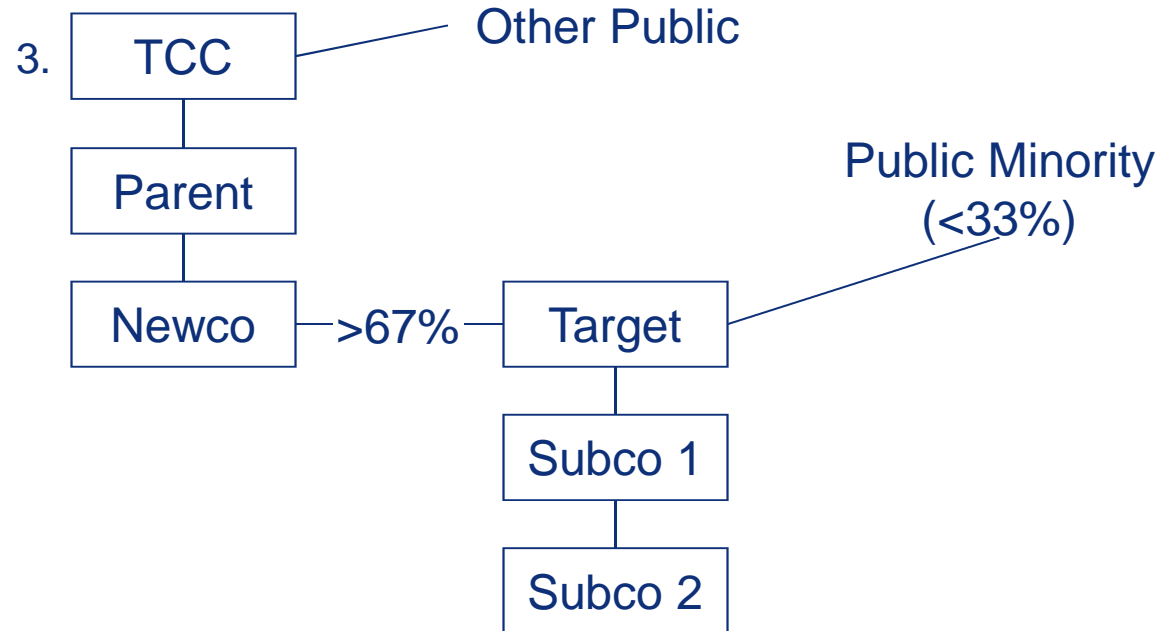 Other Public
3.
TCC
Public Minority
(<33%)
Parent
Newco
>67%
Target
Subco 1
Subco 2